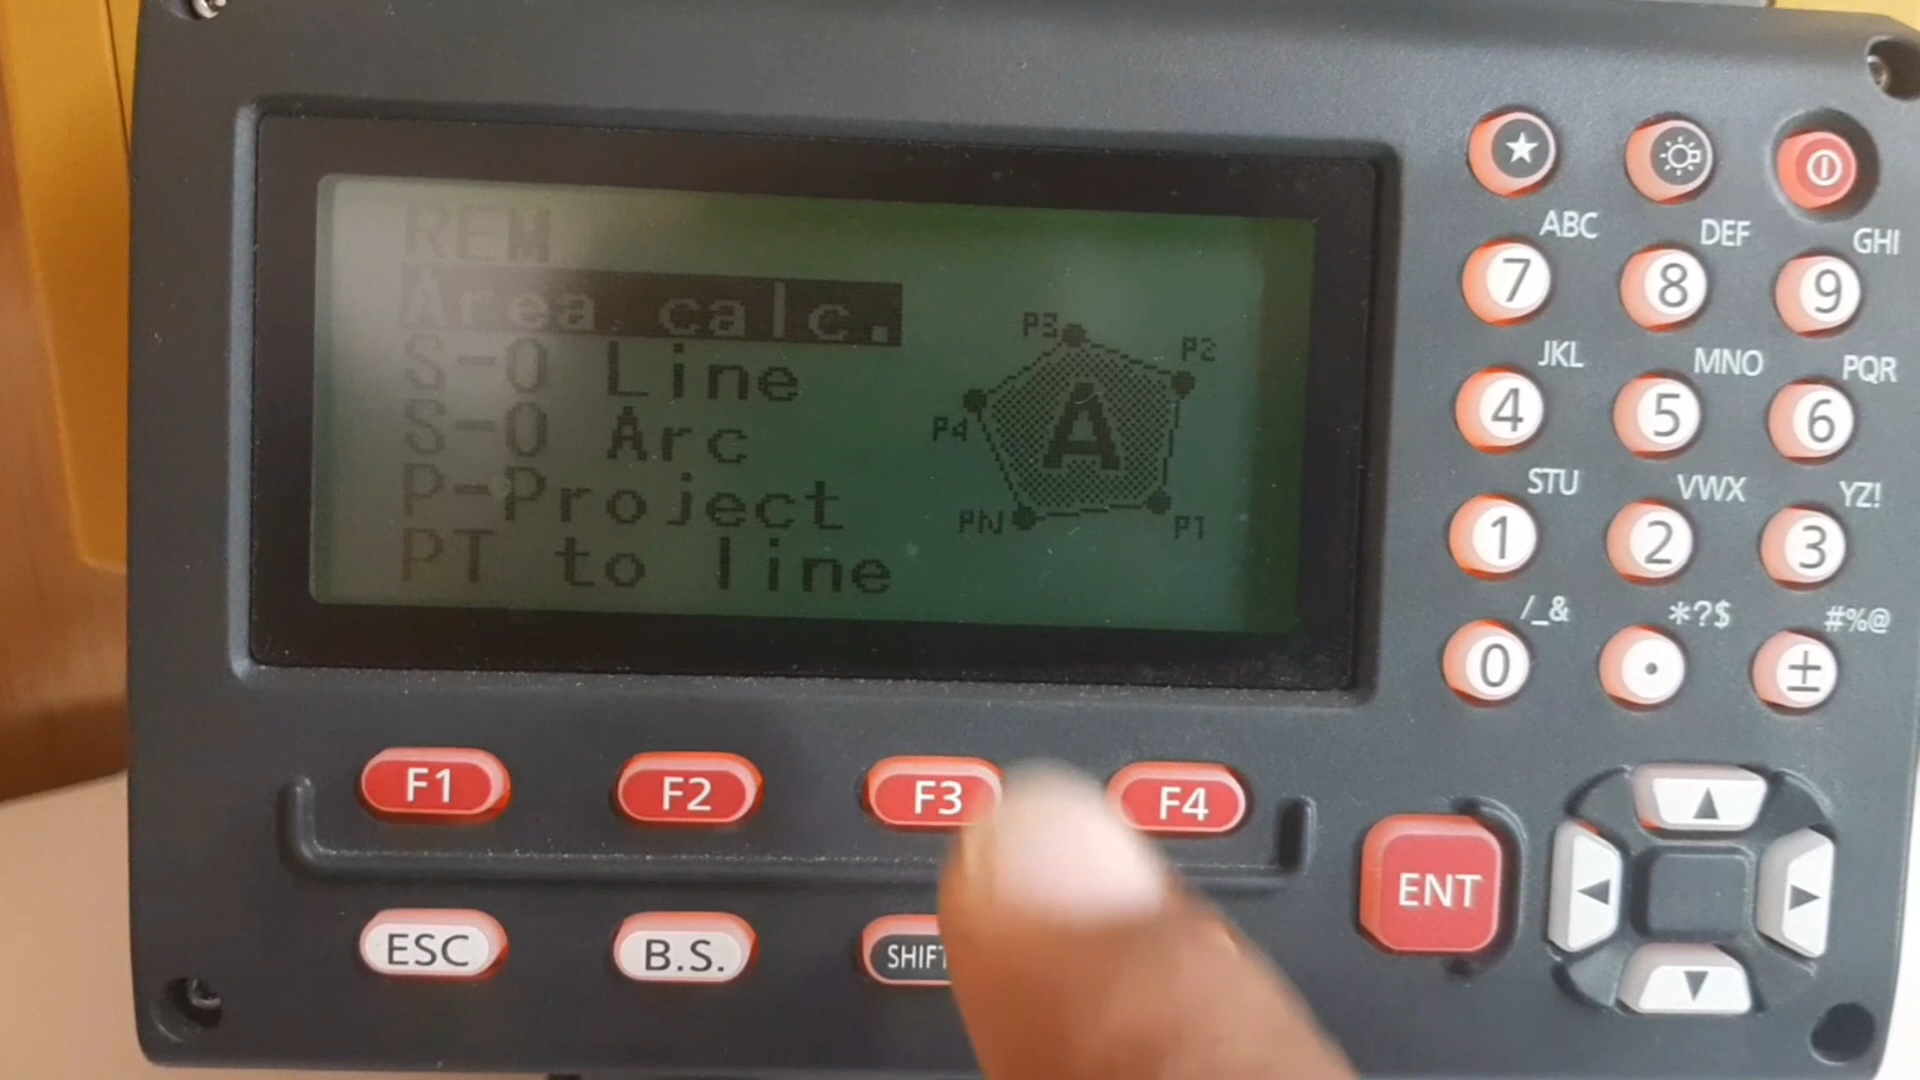 REM
Area calc.
S-O Line
S-O Arc
P-Project
PT to line
P3
P2
P4
A
PN
P1
ABC
DEF
GHI
7
8
9
JKL
MNO
PQR
4
5
6
STU
VWX
YZ!
1
2
3
/_&
*?$
#%@
0
.
±
F1
F2
F3
F4
ENT
ESC
B.S.
SHIFT